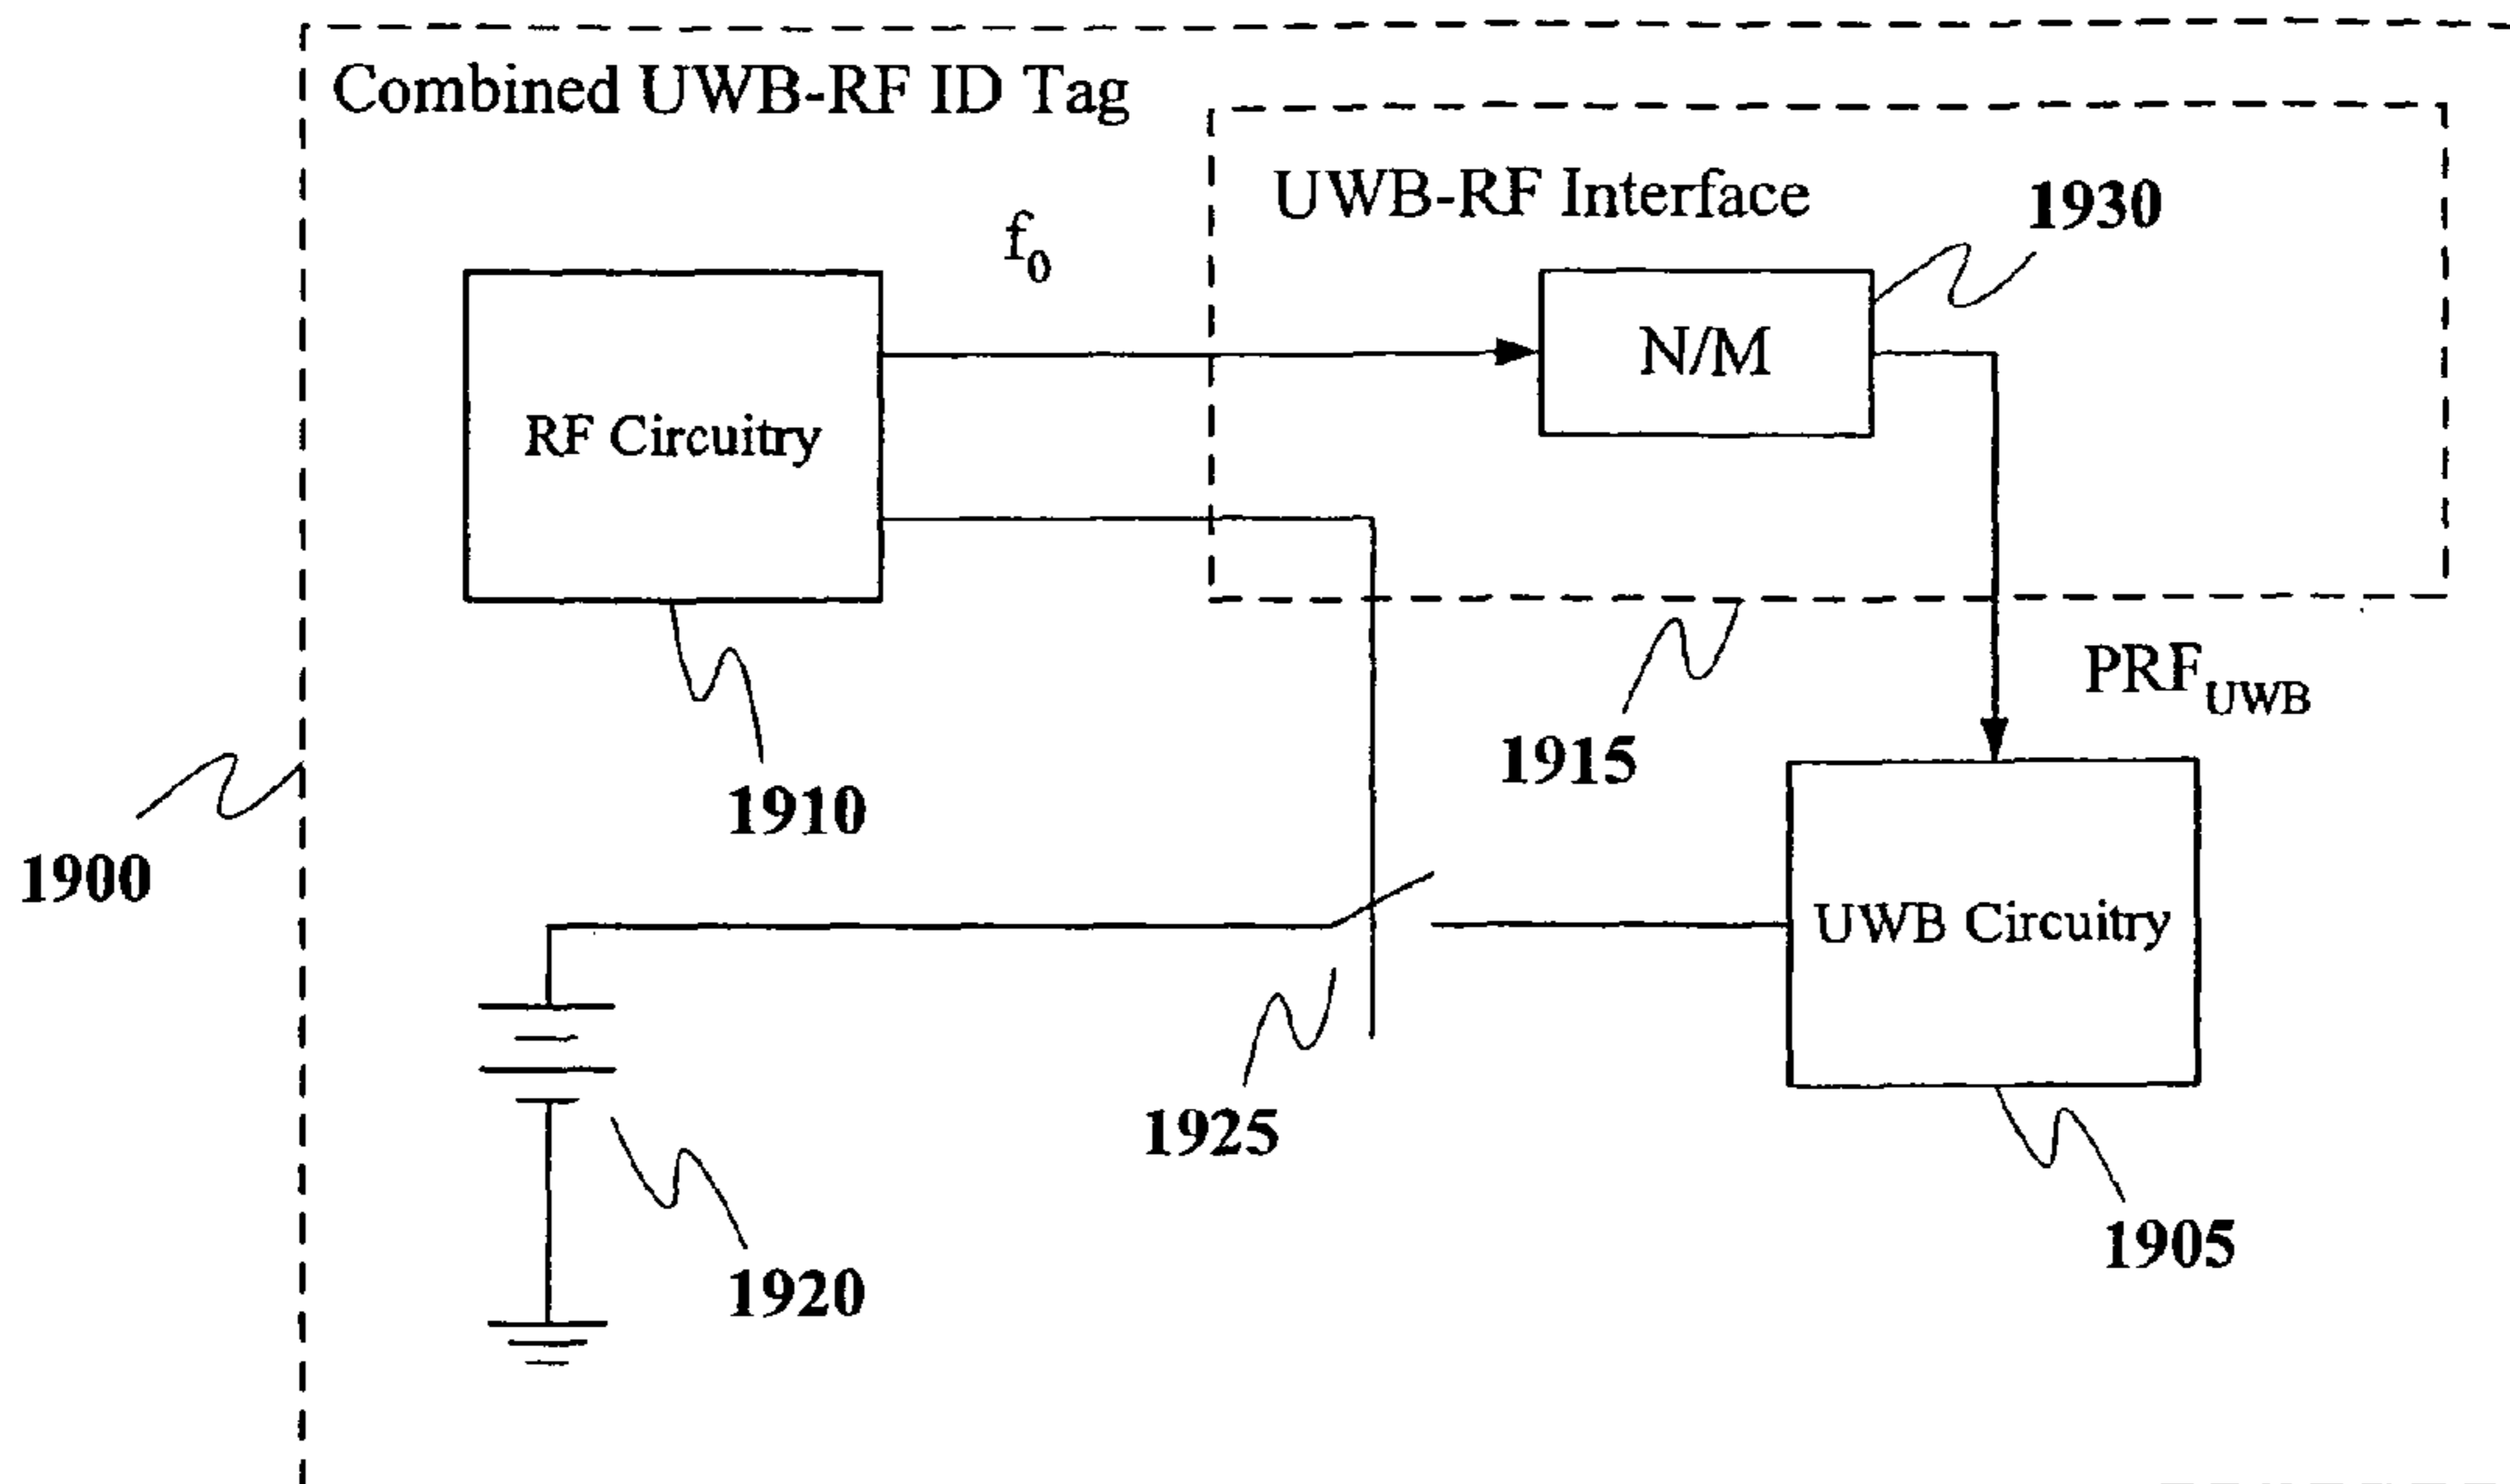 Combined UWB-RF ID Tag
UWB-RF Interface
1930
f₀
N/M
RF Circuitry
PRF_UWB
1915
1910
1900
UWB Circuitry
1925
1905
1920